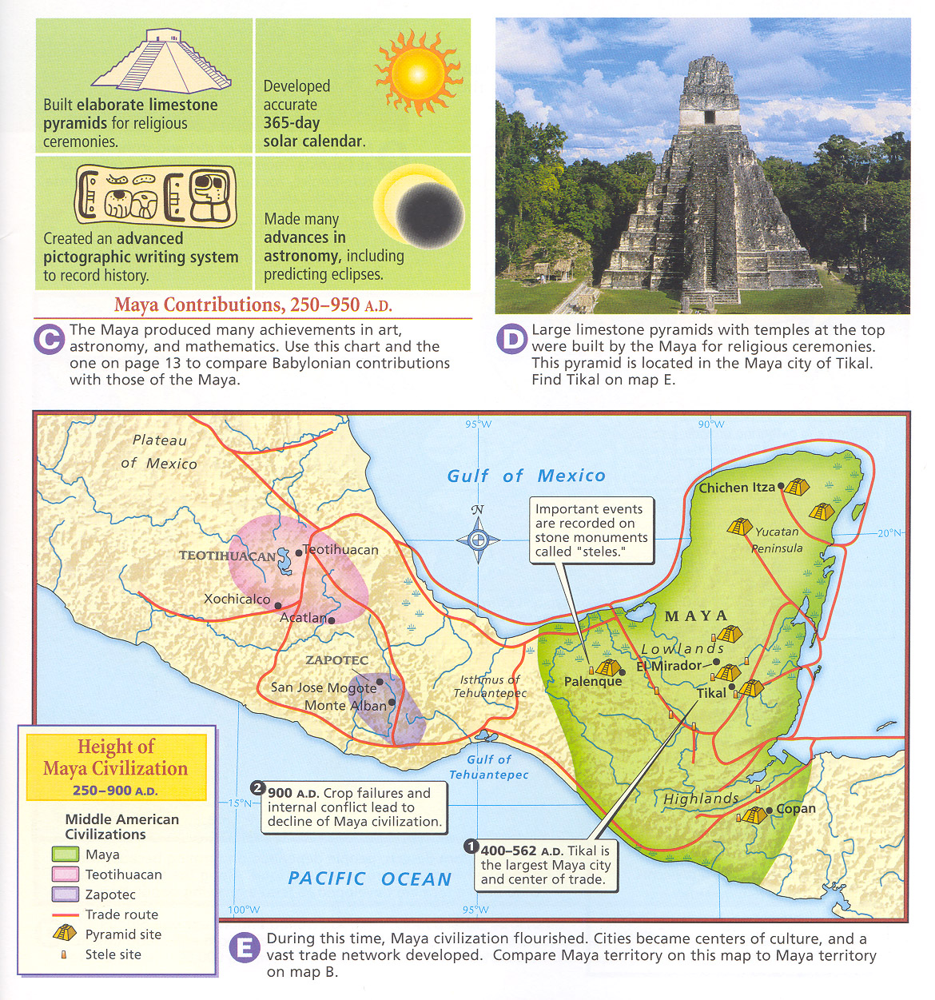 Built elaborate limestone
pyramids for religious
ceremonies.
Developed
accurate
365-day
solar calendar.
Created an advanced
pictographic writing system
to record history.
Made many
advances in
astronomy, including
predicting eclipses.
Maya Contributions, 250–950 A.D.
C
The Maya produced many achievements in art,
astronomy, and mathematics. Use this chart and the
one on page 13 to compare Babylonian contributions
with those of the Maya.
D
Large limestone pyramids with temples at the top
were built by the Maya for religious ceremonies.
This pyramid is located in the Maya city of Tikal.
Find Tikal on map E.
95°W
90°W
Plateau
of Mexico
Gulf of Mexico
N
Chichen Itza
Important events
are recorded on
stone monuments
called "steles."
Yucatan
Peninsula
20°N
TEOTIHUACAN
Teotihuacan
Xochicalco
Acatlan
MAYA
Lowlands
El Mirador
Palenque
Tikal
ZAPOTEC
San Jose Mogote
Monte Alban
Isthmus of
Tehuantepec
Gulf of
Tehuantepec
Highlands
Copan
15°N
2 900 A.D. Crop failures and
internal conflict lead to
decline of Maya civilization.
1 400–562 A.D. Tikal is
the largest Maya city
and center of trade.
PACIFIC OCEAN
100°W
95°W
Height of
Maya Civilization
250–900 A.D.
Middle American
Civilizations
Maya
Teotihuacan
Zapotec
Trade route
Pyramid site
Stele site
E
During this time, Maya civilization flourished. Cities became centers of culture, and a
vast trade network developed. Compare Maya territory on this map to Maya territory
on map B.